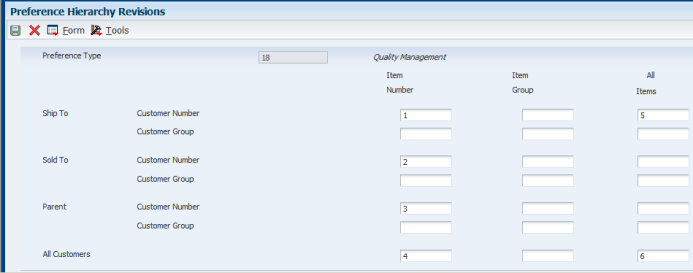 Preference Hierarchy Revisions
Form Tools
Preference Type 18 Quality Management
Item Item All
Number Group Items
Ship To Customer Number 1 5
Customer Group
Sold To Customer Number 2
Customer Group
Parent Customer Number 3
Customer Group
All Customers 4 6